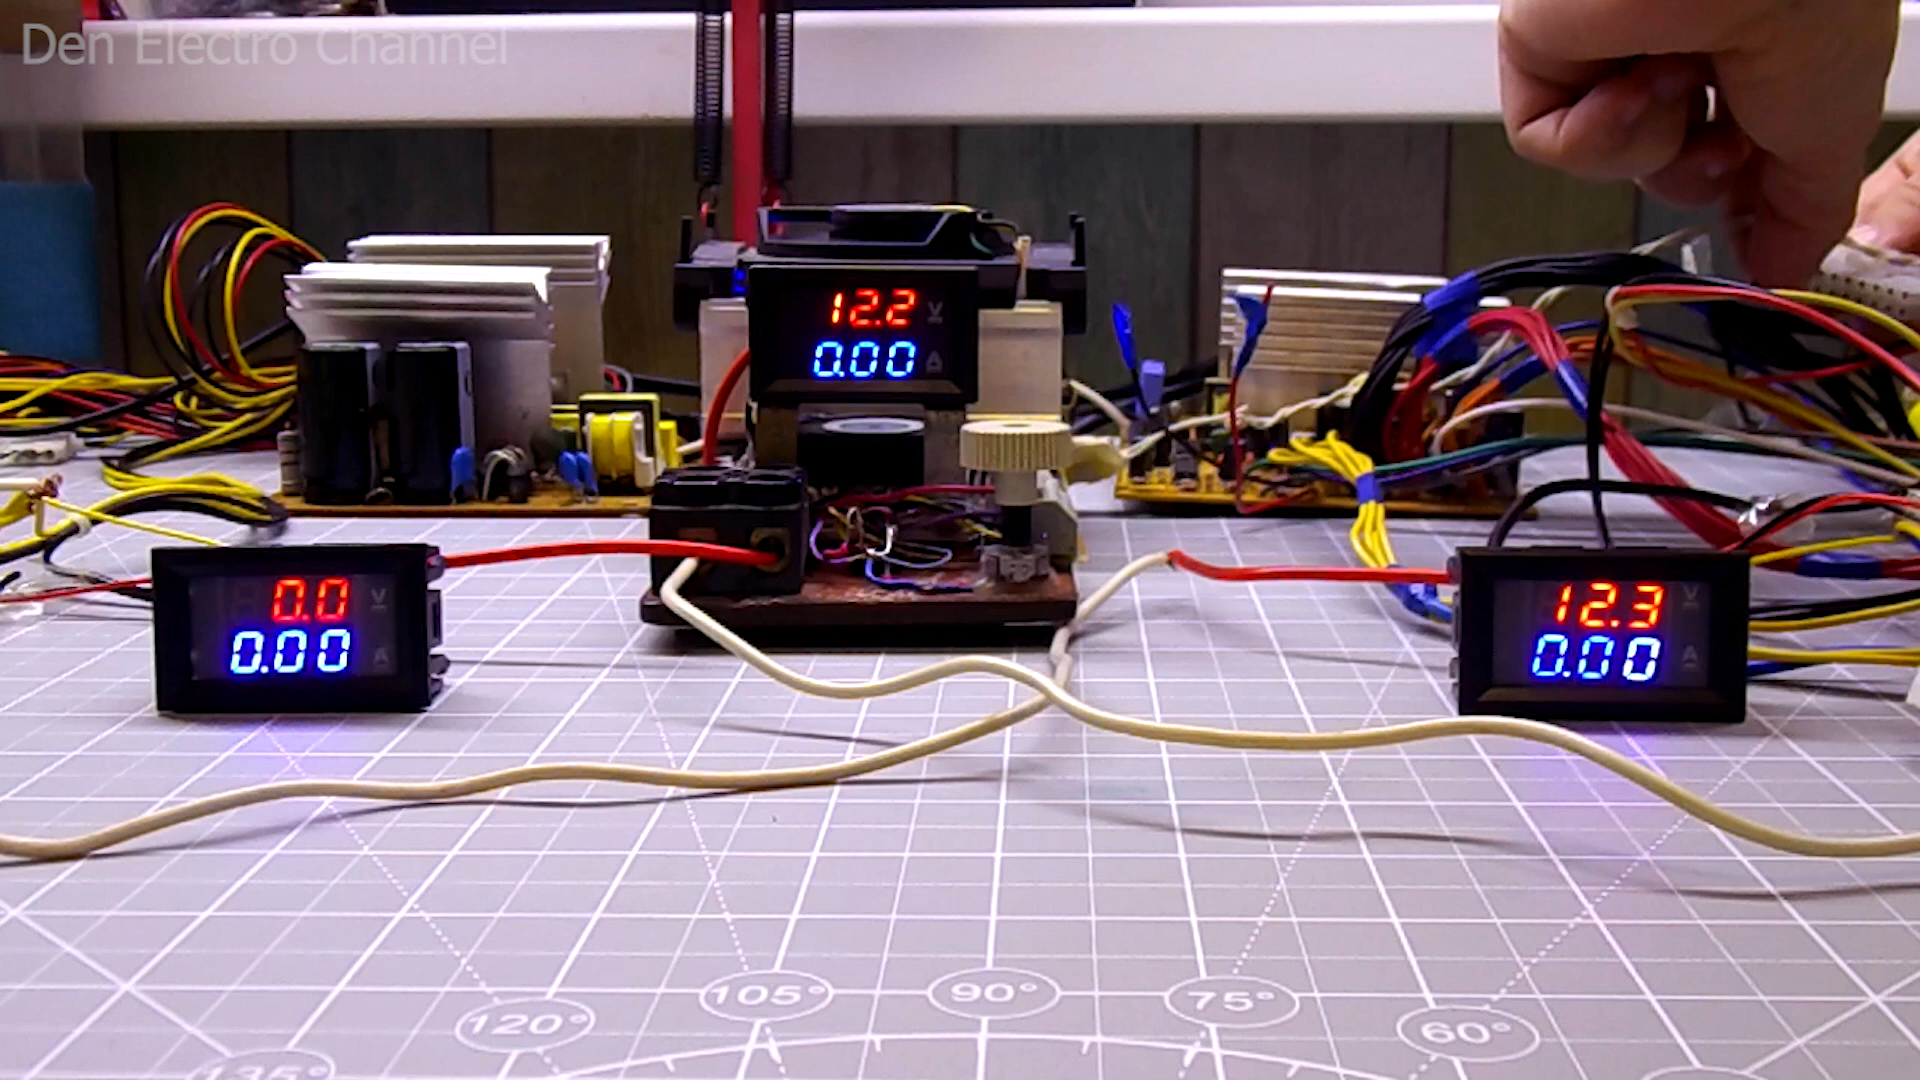 Den Electro Channel
12.2 V
0.00 A
0.0 V
0.00 A
12.3 V
0.00 A
105°
90°
75°
120°
60°
135°